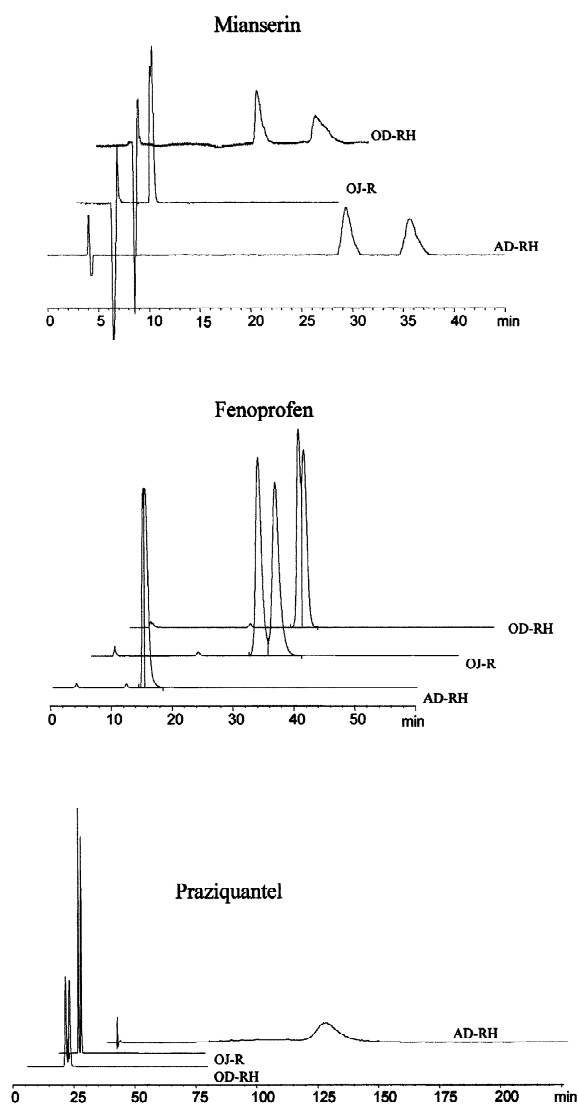 Mianserin
OD-RH
OJ-R
AD-RH
0 5 10 15 20 25 30 35 40 min
Fenoprofen
OD-RH
OJ-R
AD-RH
0 10 20 30 40 50 min
Praziquantel
AD-RH
OJ-R
OD-RH
0 25 50 75 100 125 150 175 200 min